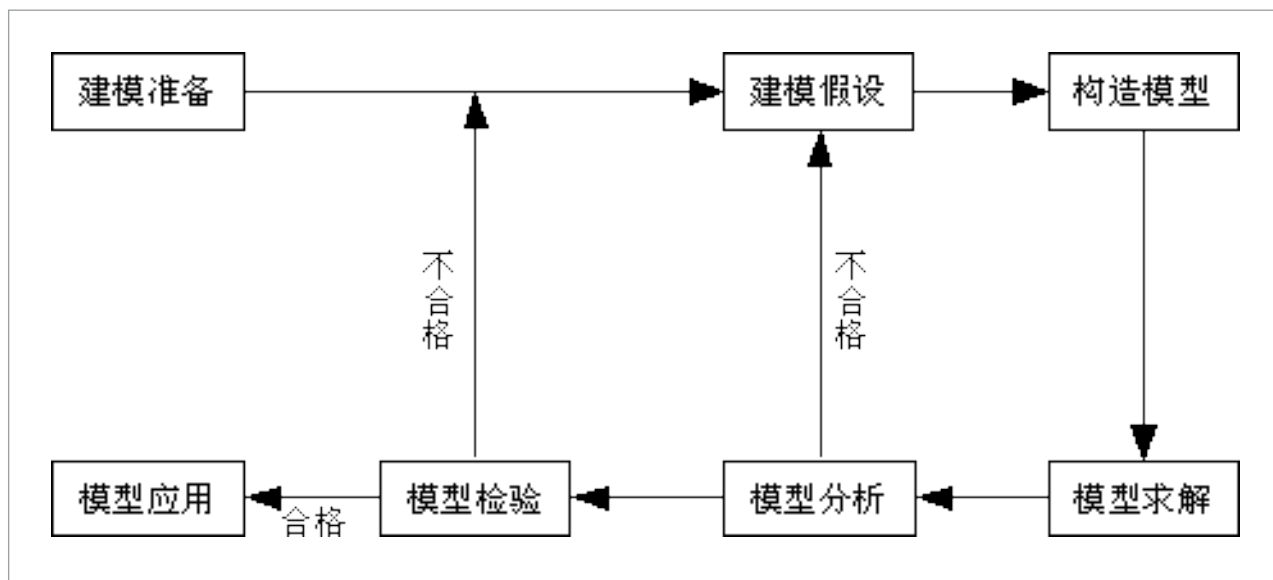 建模准备
建模假设
构造模型
不合格
不合格
模型应用
合格
模型检验
模型分析
模型求解